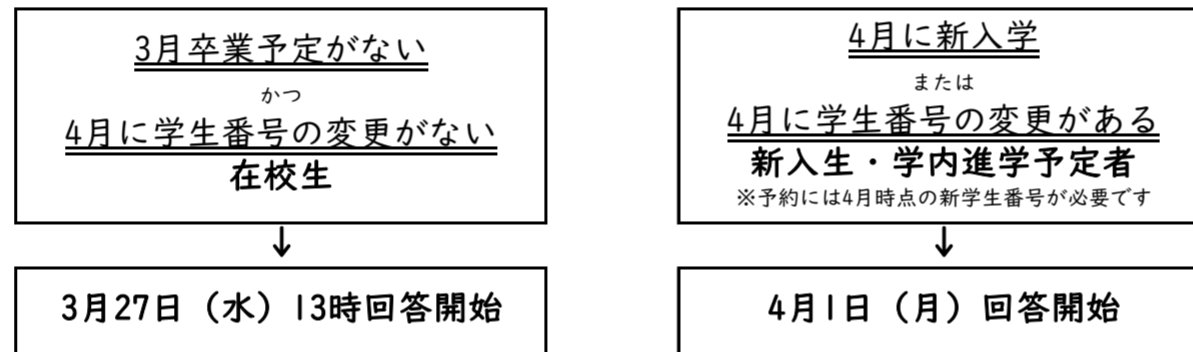 3月卒業予定がない
かつ
4月に学生番号の変更がない
在校生
3月27日（水）13時回答開始
4月に新入学
または
4月に学生番号の変更がある
新入生・学内進学予定者
※予約には4月時点の新学生番号が必要です
4月1日（月）回答開始